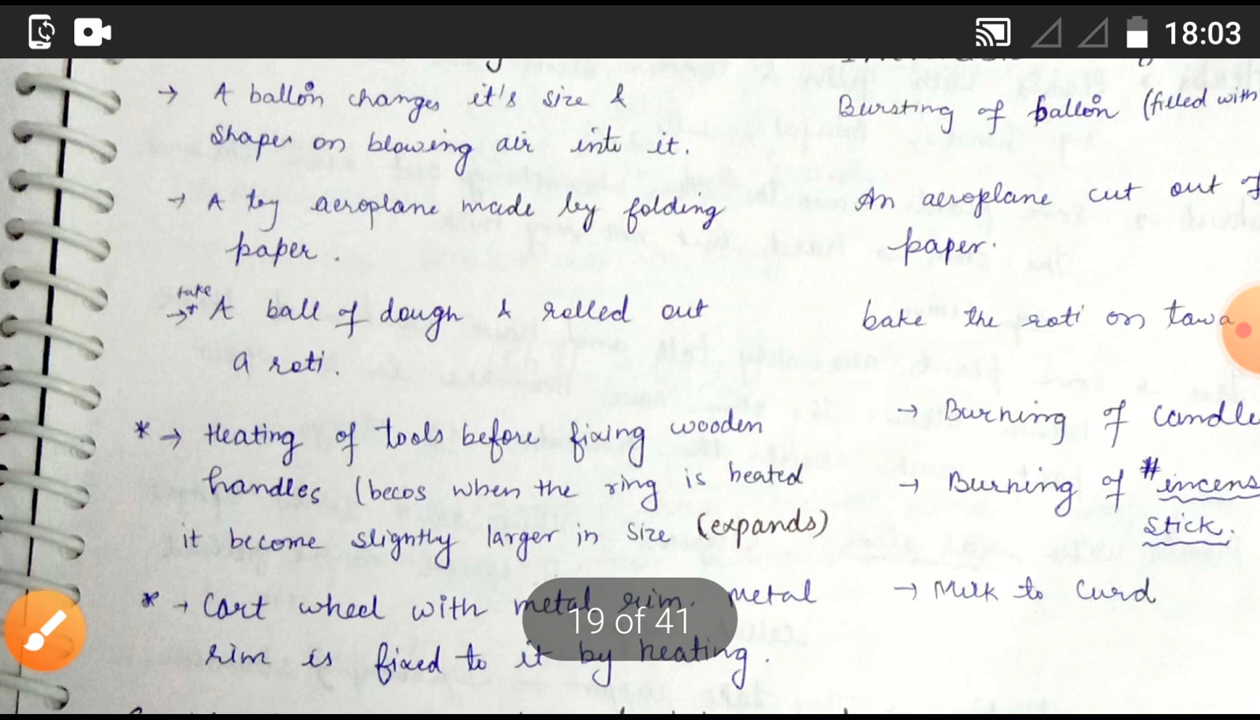 18:03
→ A ballon changes it's size &
shapes on blowing air into it.
→ A toy aeroplane made by folding
paper.
take
→ A ball of dough & rolled out
a roti.
* → Heating of tools before fixing wooden
handles (becos when the ring is heated
it become slightly larger in size (expands)
* → Cart wheel with metal rim. metal
rim is fixed to it by heating.
Bursting of ballon (filled with
An aeroplane cut out of
paper.
bake the roti on tawa
→ Burning of candle
→ Burning of # incens
stick.
→ Milk to Curd
19 of 41